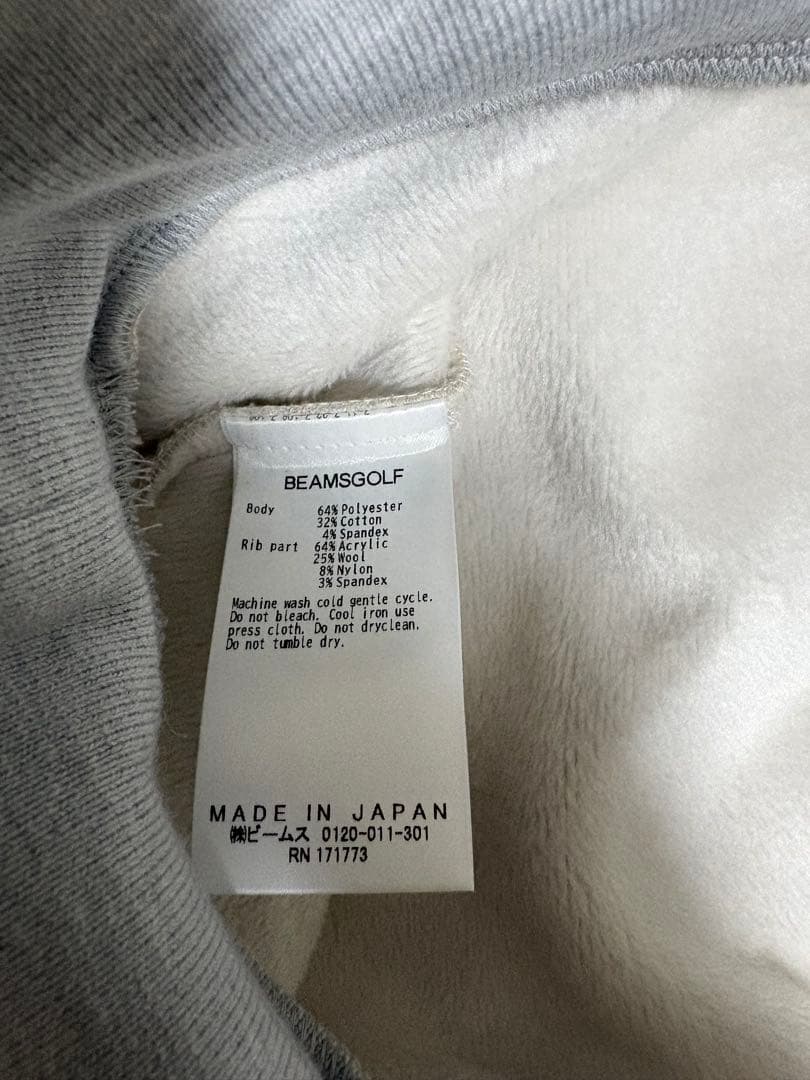 BEAMSGOLF
Body 64% Polyester
32% Cotton
4% Spandex
Rib part 64% Acrylic
25% Wool
8% Nylon
3% Spandex
Machine wash cold gentle cycle.
Do not bleach. Cool iron use
press cloth. Do not dryclean.
Do not tumble dry.
MADE IN JAPAN
㈱ビームス 0120-011-301
RN 171773